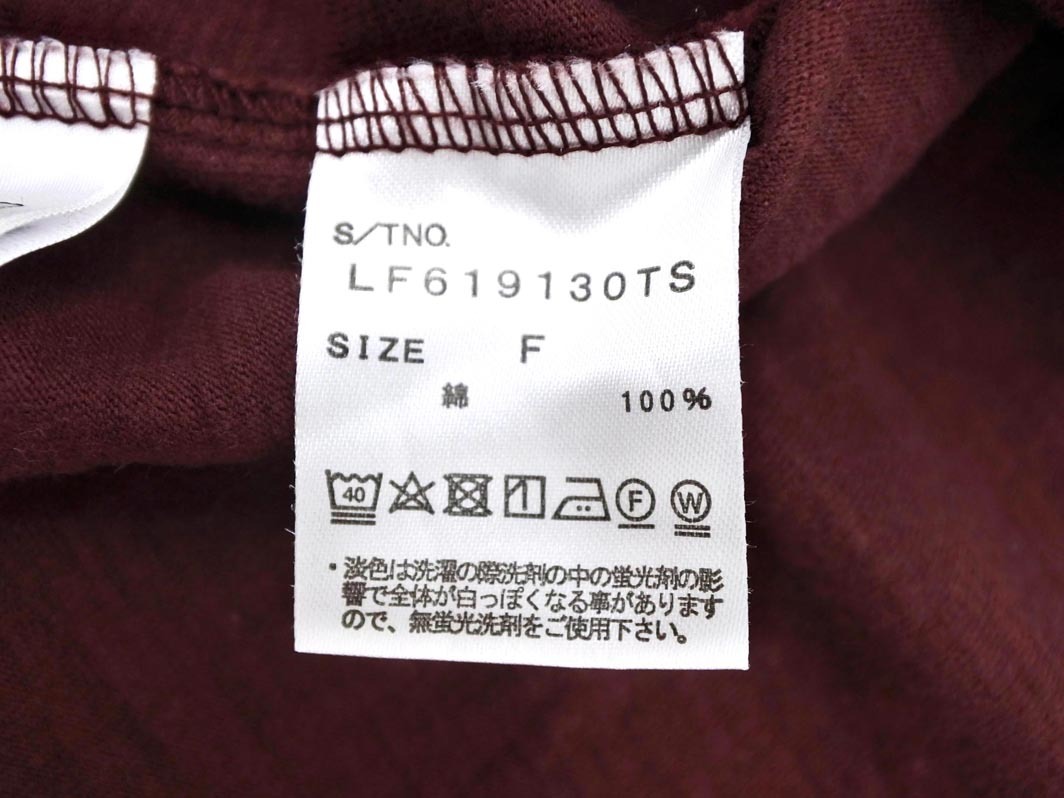 S/TNO.
LF619130TS
SIZE F
綿 100%
40 F W
・淡色は洗濯の際洗剤の中の蛍光剤の影
響で全体が白っぽくなる事があります
ので、無蛍光洗剤をご使用下さい。